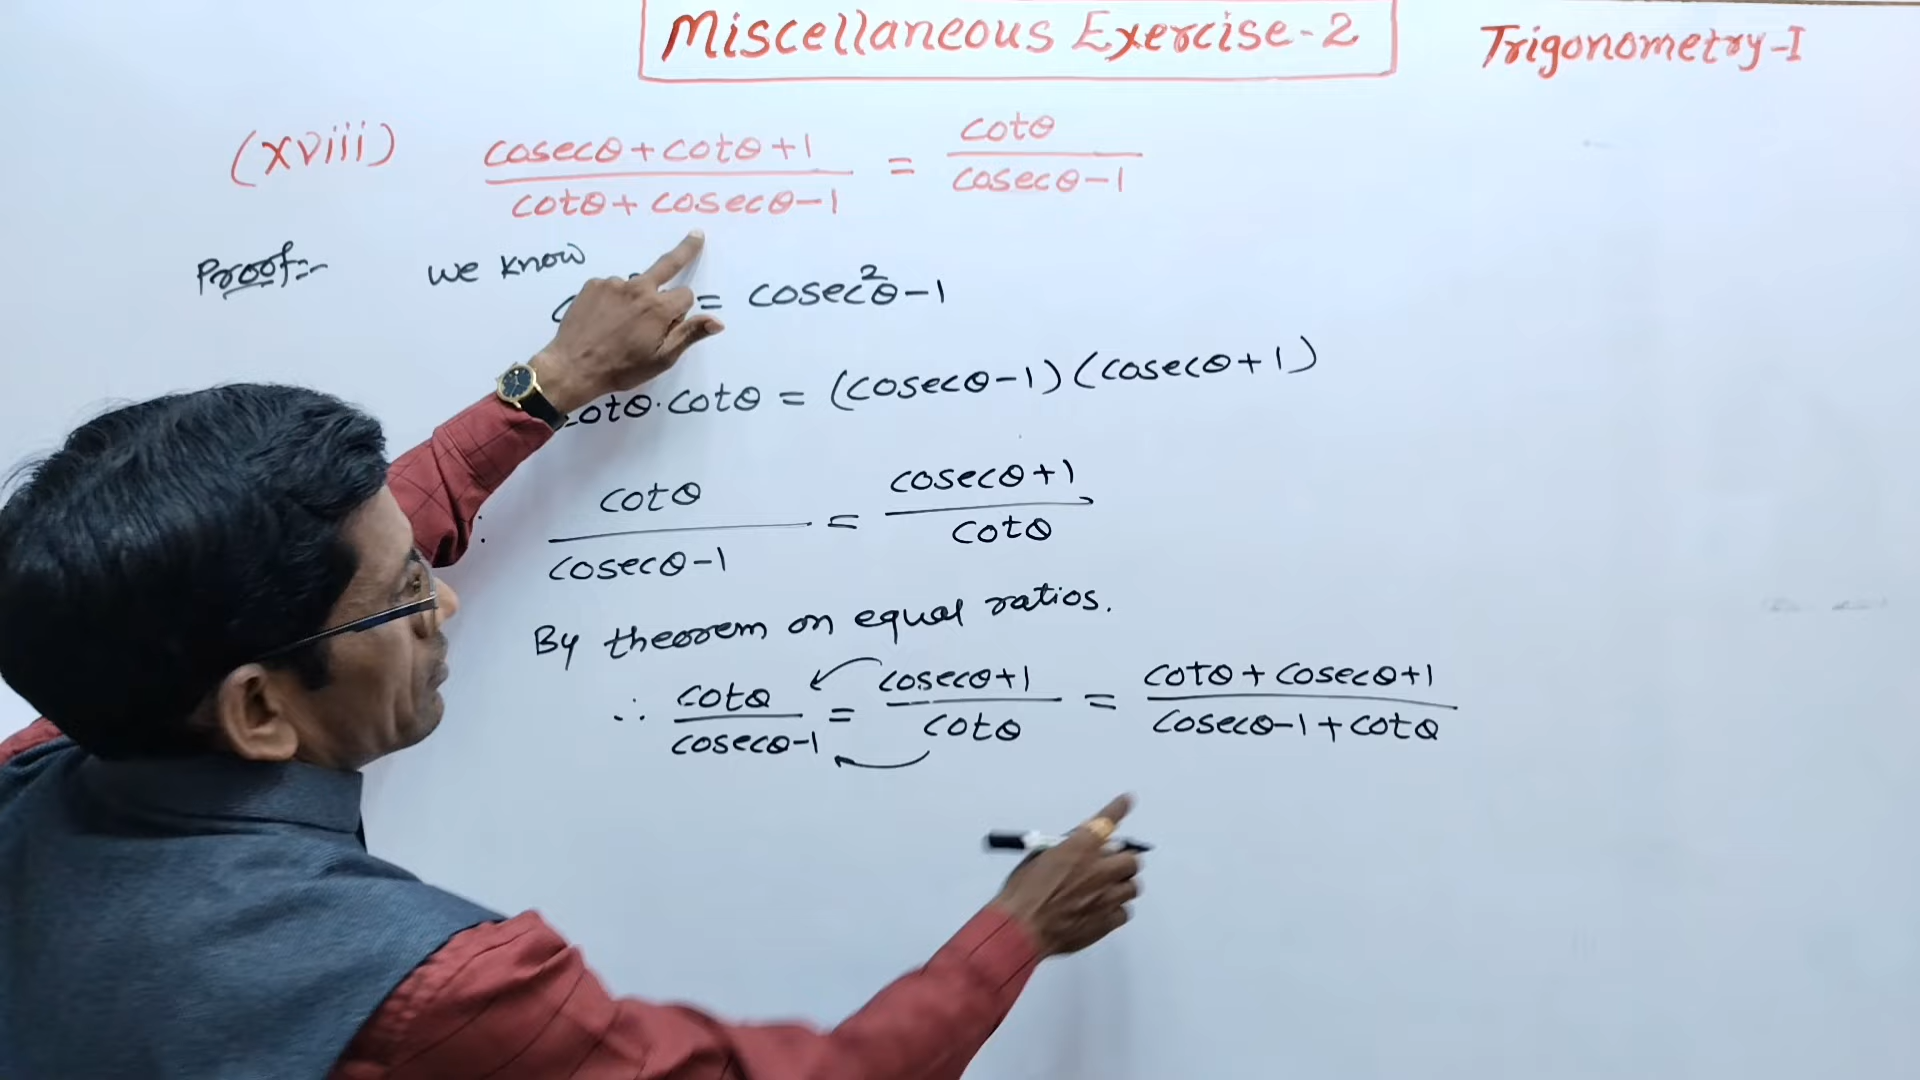 Miscellaneous Exercise-2
Trigonometry-I
(xviii) (cosecθ+cotθ+1)/(cotθ+cosecθ-1) = cotθ/(cosecθ-1)
Proof:- we know
= cosec²θ-1
cotθ·cotθ = (cosecθ-1)(cosecθ+1)
cotθ/(cosecθ-1) = (cosecθ+1)/cotθ
By theorem on equal ratios.
∴ cotθ/(cosecθ-1) = (cosecθ+1)/cotθ = (cotθ+cosecθ+1)/(cosecθ-1+cotθ)